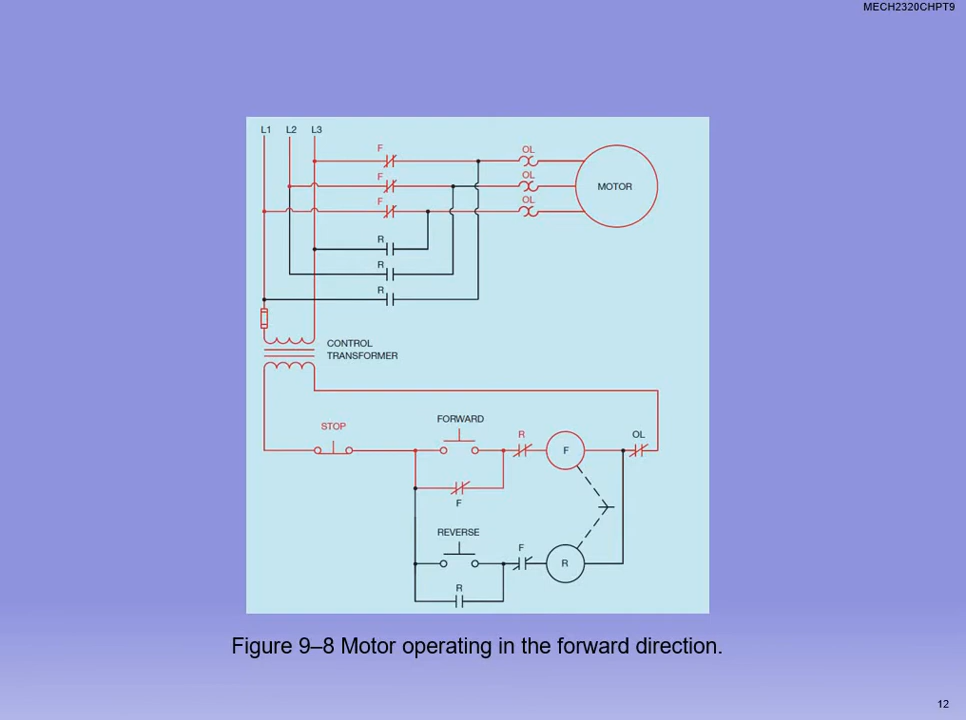 MECH2320CHPT9
L1 L2 L3
F
OL
F
OL
MOTOR
F
OL
R
R
R
CONTROL
TRANSFORMER
FORWARD
STOP
R
OL
F
F
REVERSE
F
R
R
Figure 9–8 Motor operating in the forward direction.
12